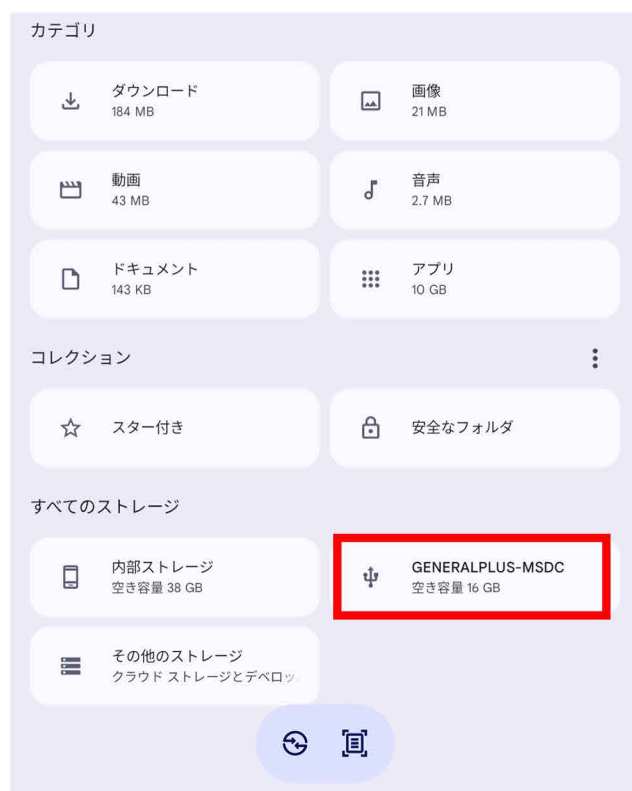 カテゴリ
ダウンロード
184 MB
画像
21 MB
動画
43 MB
音声
2.7 MB
ドキュメント
143 KB
アプリ
10 GB
コレクション
スター付き
安全なフォルダ
すべてのストレージ
内部ストレージ
空き容量 38 GB
GENERALPLUS-MSDC
空き容量 16 GB
その他のストレージ
クラウド ストレージとデベロッ